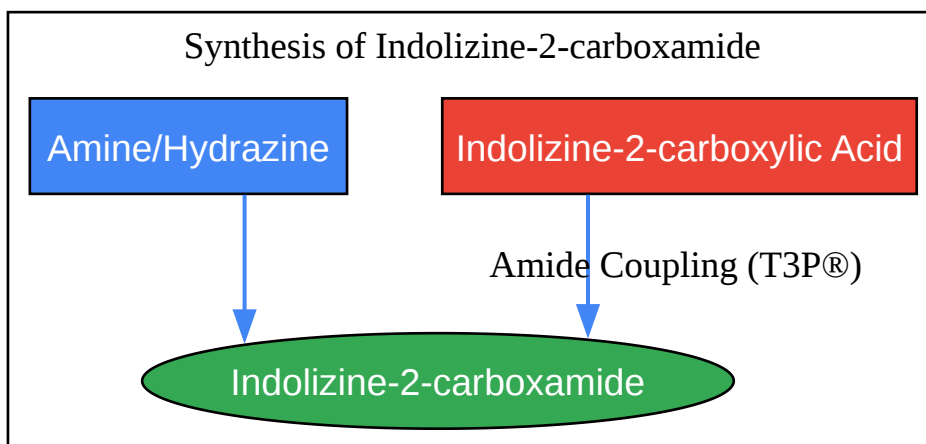 Synthesis of Indolizine-2-carboxamide
Amine/Hydrazine
Indolizine-2-carboxylic Acid
Amide Coupling (T3P®)
Indolizine-2-carboxamide